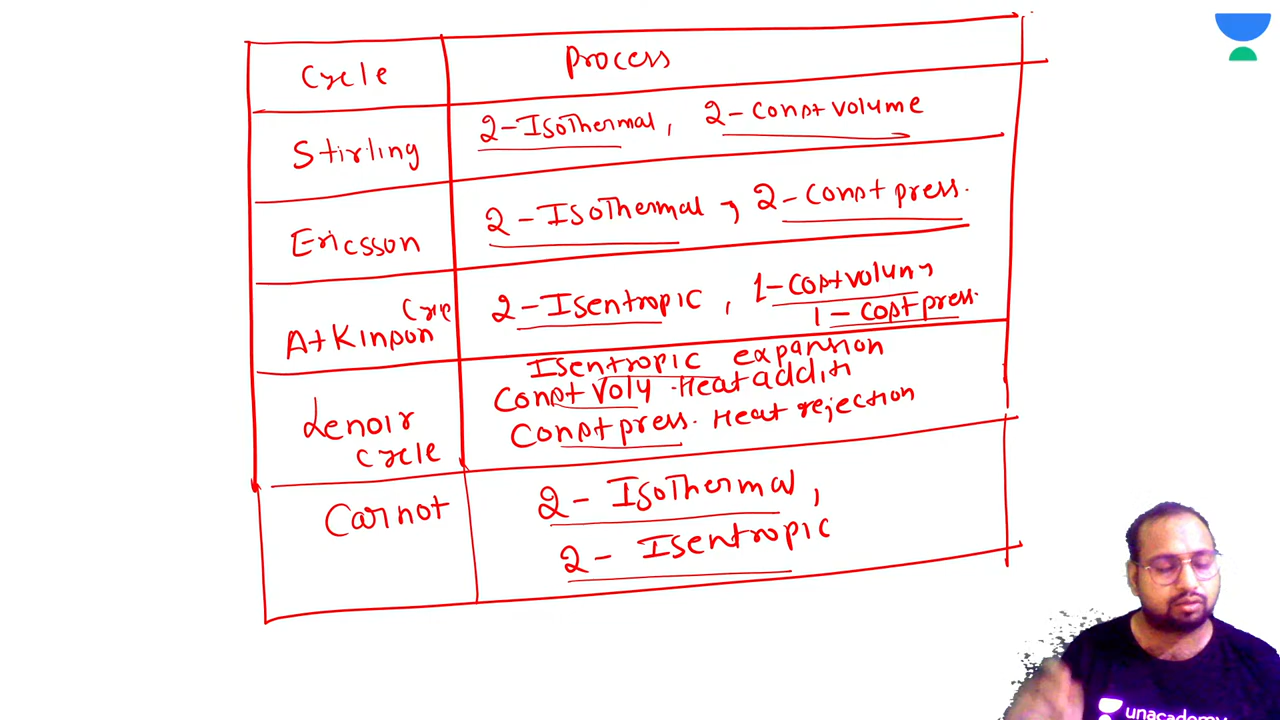 Cycle
Process
Stirling
2-Isothermal, 2-Const volume
Ericsson
2-Isothermal, 2-Const press.
Atkinson Cycle
2-Isentropic, 1-Const volume
1-Const press.
Lenoir
cycle
Isentropic expansion
Const Volu. Heat additi
Const press. Heat rejection
Carnot
2-Isothermal,
2-Isentropic
unacademy